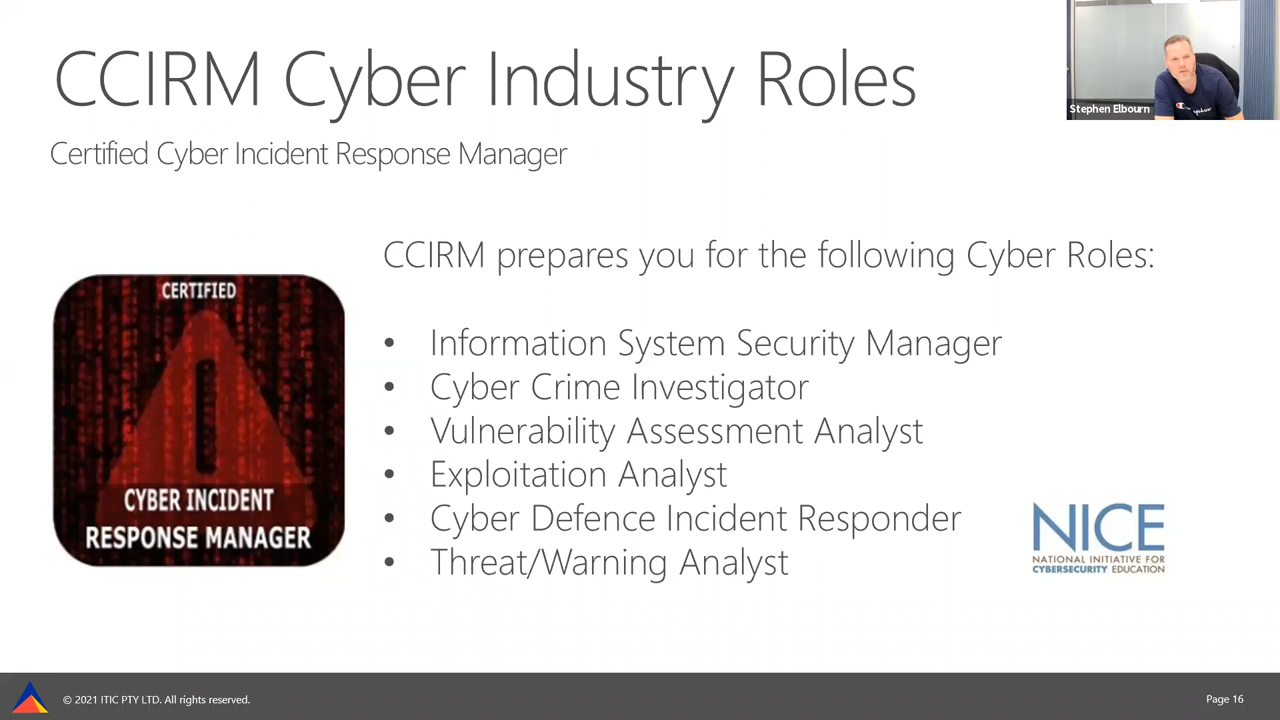 CCIRM Cyber Industry Roles
Stephen Elbourn
Certified Cyber Incident Response Manager
CCIRM prepares you for the following Cyber Roles:
CERTIFIED
CYBER INCIDENT
RESPONSE MANAGER
• Information System Security Manager
• Cyber Crime Investigator
• Vulnerability Assessment Analyst
• Exploitation Analyst
• Cyber Defence Incident Responder
• Threat/Warning Analyst
NICE
NATIONAL INITIATIVE FOR
CYBERSECURITY EDUCATION
© 2021 ITIC PTY LTD. All rights reserved.
Page 16